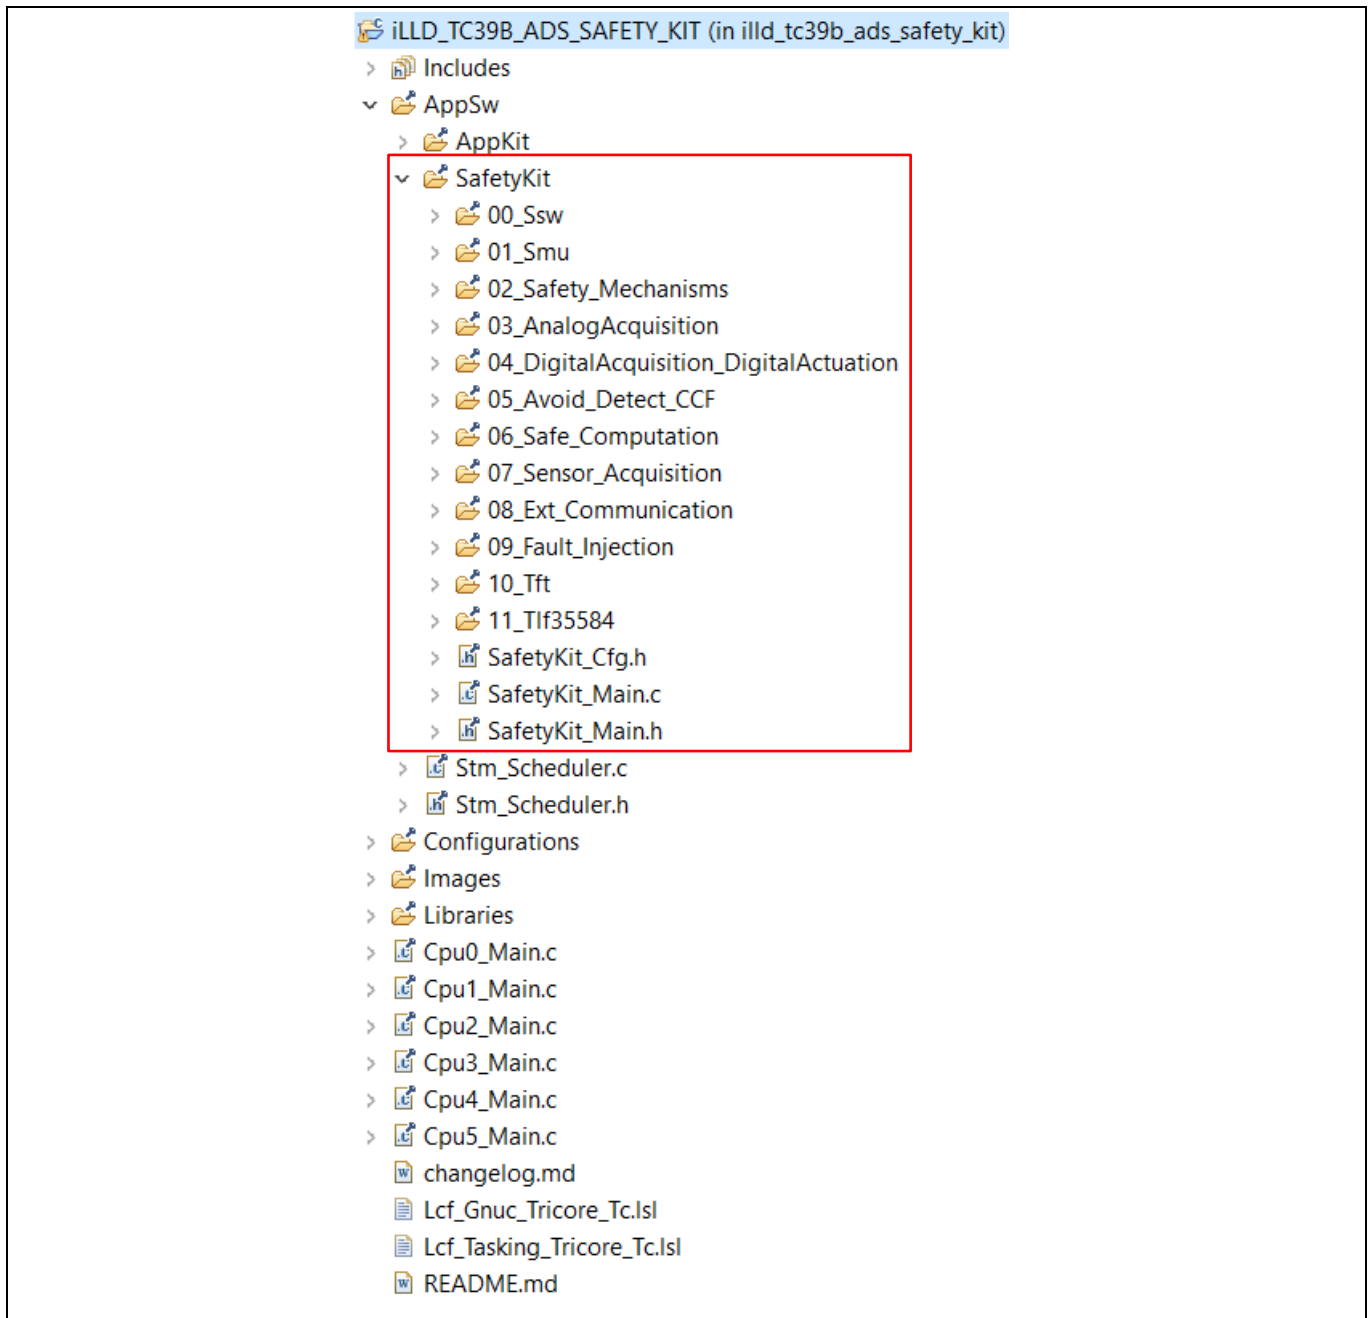 iLLD_TC39B_ADS_SAFETY_KIT (in illd_tc39b_ads_safety_kit)
Includes
AppSw
AppKit
SafetyKit
00_Ssw
01_Smu
02_Safety_Mechanisms
03_AnalogAcquisition
04_DigitalAcquisition_DigitalActuation
05_Avoid_Detect_CCF
06_Safe_Computation
07_Sensor_Acquisition
08_Ext_Communication
09_Fault_Injection
10_Tft
11_Tlf35584
SafetyKit_Cfg.h
SafetyKit_Main.c
SafetyKit_Main.h
Stm_Scheduler.c
Stm_Scheduler.h
Configurations
Images
Libraries
Cpu0_Main.c
Cpu1_Main.c
Cpu2_Main.c
Cpu3_Main.c
Cpu4_Main.c
Cpu5_Main.c
changelog.md
Lcf_Gnuc_Tricore_Tc.lsl
Lcf_Tasking_Tricore_Tc.lsl
README.md